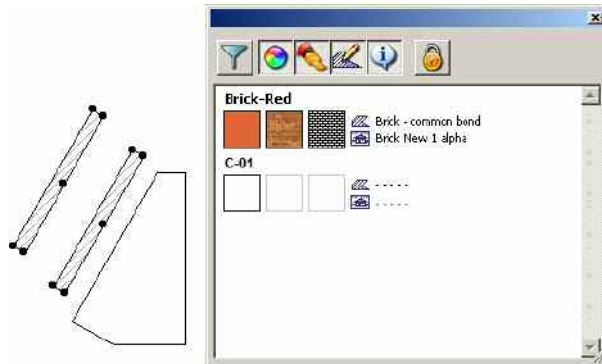 Brick-Red
Brick - common bond
Brick New 1 alpha
C-01
- - - - -
- - - - -